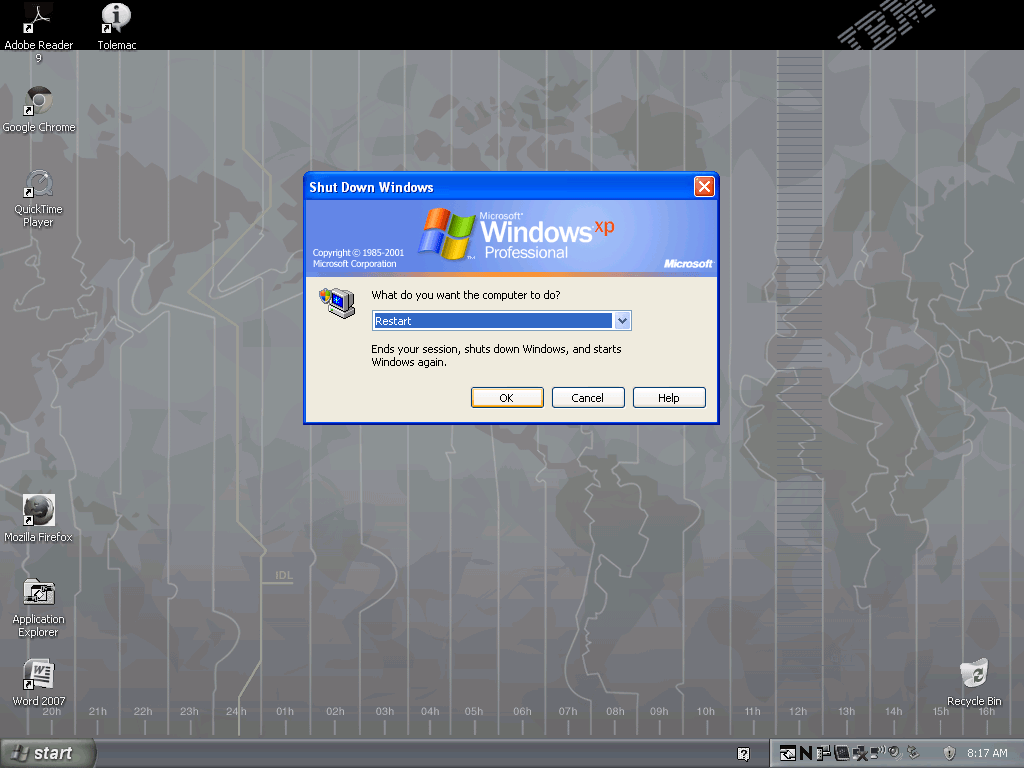 Adobe Reader
9
Tolemac
IBM
Google Chrome
QuickTime
Player
Shut Down Windows
Copyright © 1985-2001
Microsoft Corporation
Microsoft®
Windows xp
Professional
™
Microsoft
What do you want the computer to do?
Restart
Ends your session, shuts down Windows, and starts
Windows again.
OK
Cancel
Help
Mozilla Firefox
IDL
Application
Explorer
Word 2007
Recycle Bin
20h 21h 22h 23h 24h 01h 02h 03h 04h 05h 06h 07h 08h 09h 10h 11h 12h 13h 14h 15h 16h
start
N
8:17 AM